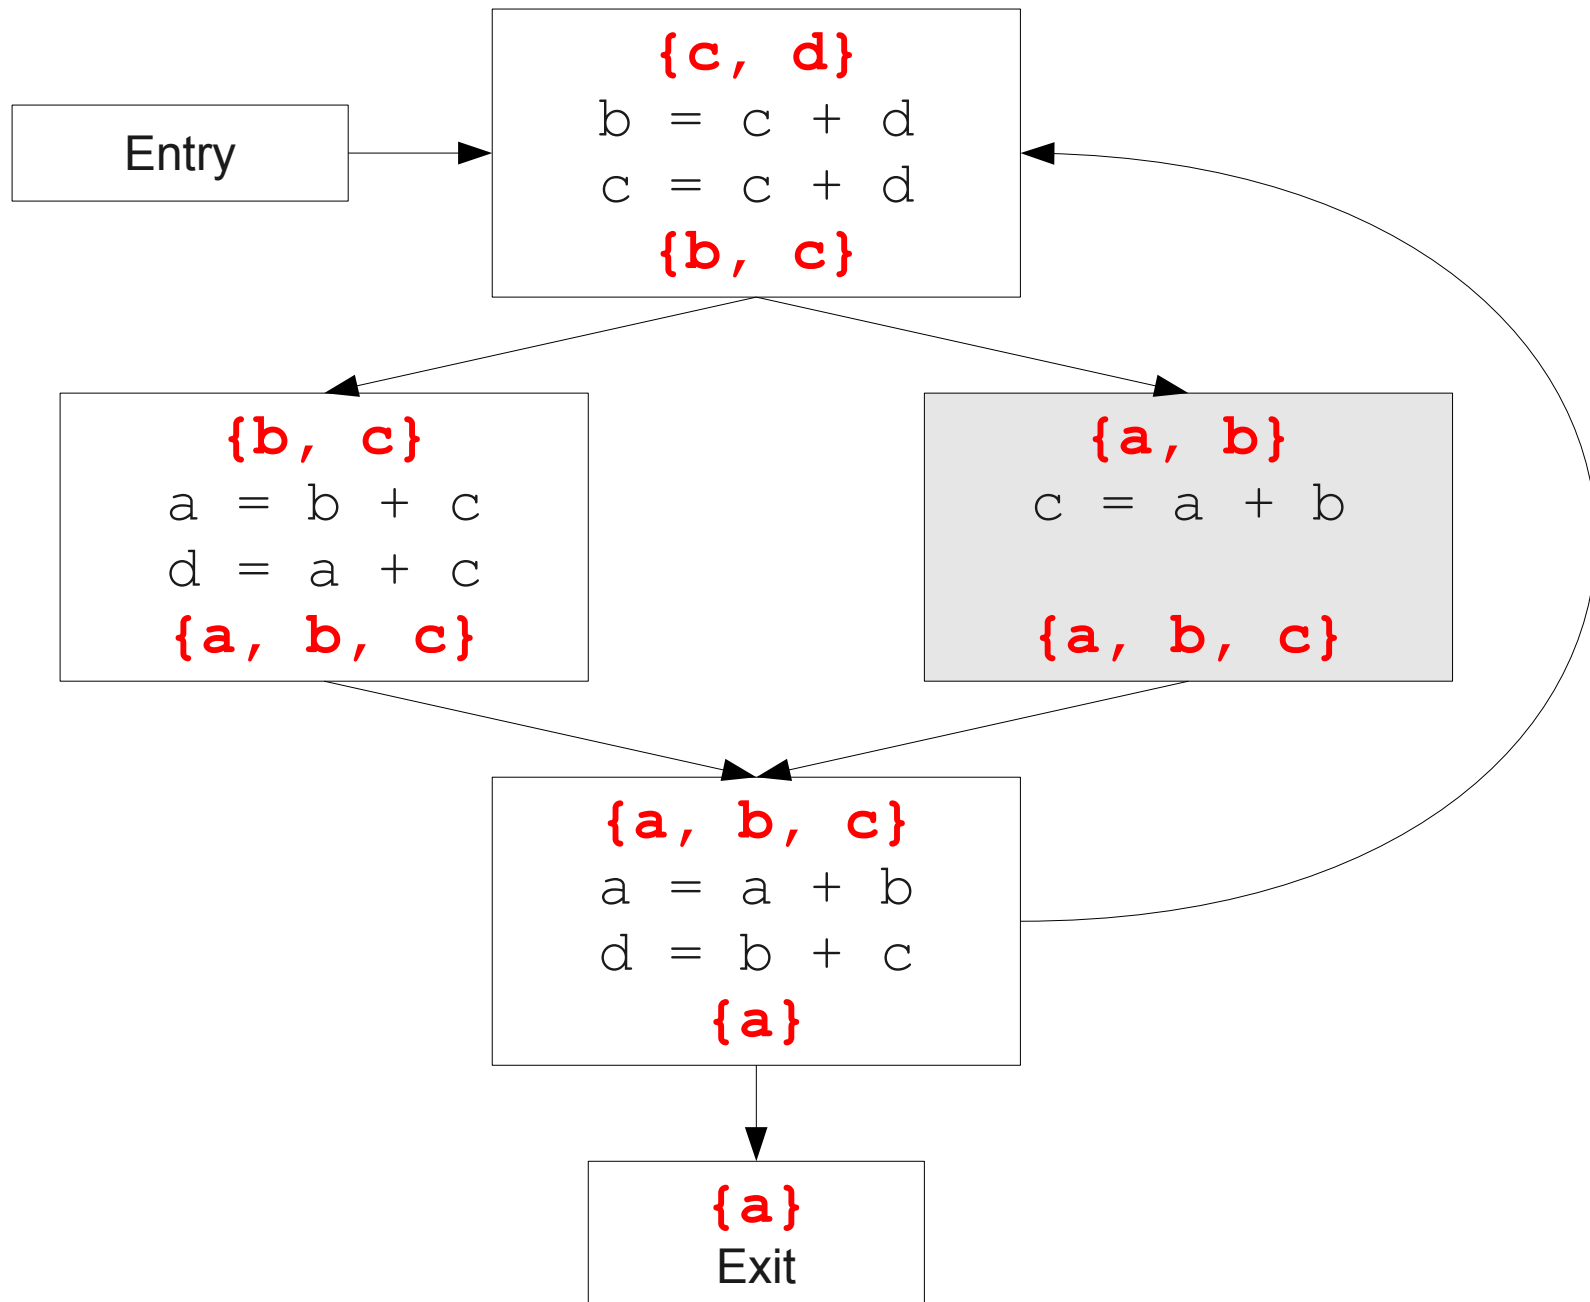 Entry
{c, d}
b = c + d
c = c + d
{b, c}
{b, c}
a = b + c
d = a + c
{a, b, c}
{a, b}
c = a + b
{a, b, c}
{a, b, c}
a = a + b
d = b + c
{a}
{a}
Exit